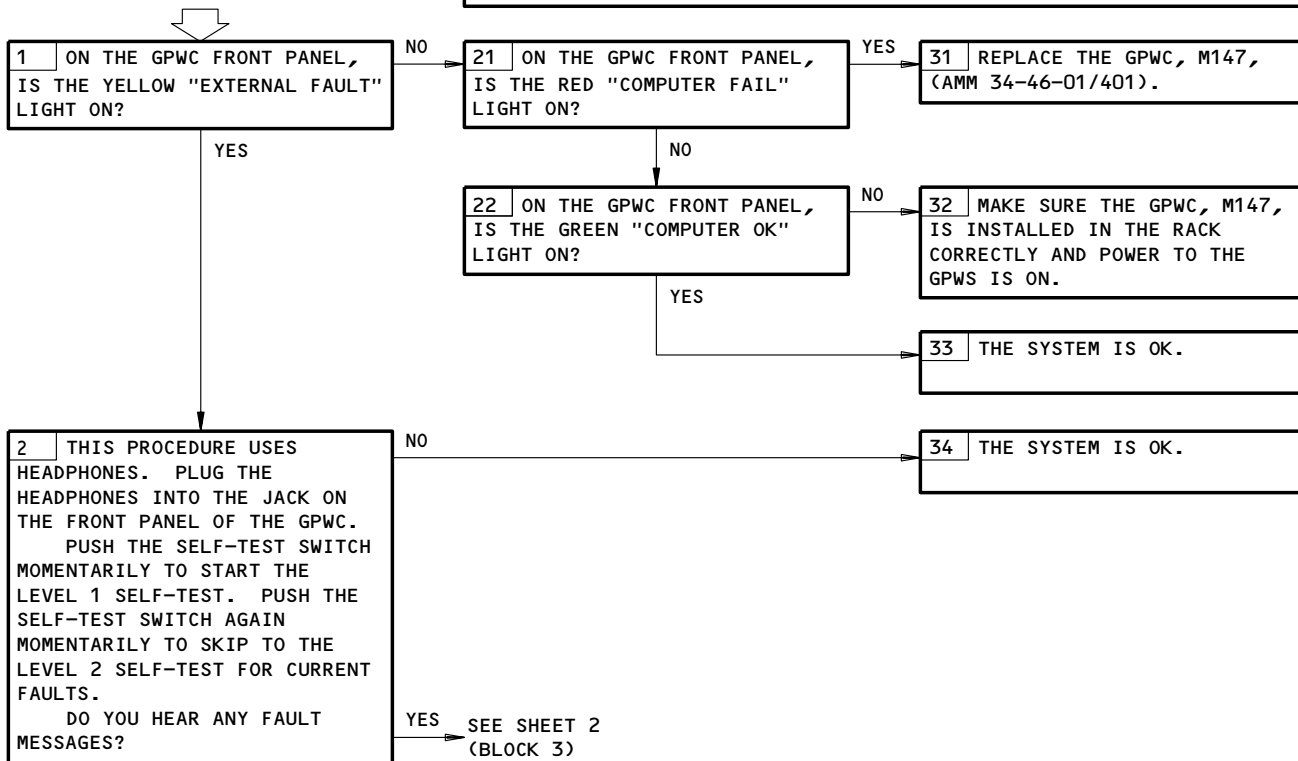 1 ON THE GPWC FRONT PANEL,
IS THE YELLOW "EXTERNAL FAULT"
LIGHT ON?
NO
YES
21 ON THE GPWC FRONT PANEL,
IS THE RED "COMPUTER FAIL"
LIGHT ON?
YES
NO
31 REPLACE THE GPWC, M147,
(AMM 34-46-01/401).
22 ON THE GPWC FRONT PANEL,
IS THE GREEN "COMPUTER OK"
LIGHT ON?
NO
YES
32 MAKE SURE THE GPWC, M147,
IS INSTALLED IN THE RACK
CORRECTLY AND POWER TO THE
GPWS IS ON.
33 THE SYSTEM IS OK.
2 THIS PROCEDURE USES
HEADPHONES. PLUG THE
HEADPHONES INTO THE JACK ON
THE FRONT PANEL OF THE GPWC.
PUSH THE SELF-TEST SWITCH
MOMENTARILY TO START THE
LEVEL 1 SELF-TEST. PUSH THE
SELF-TEST SWITCH AGAIN
MOMENTARILY TO SKIP TO THE
LEVEL 2 SELF-TEST FOR CURRENT
FAULTS.
DO YOU HEAR ANY FAULT
MESSAGES?
NO
34 THE SYSTEM IS OK.
YES
SEE SHEET 2
(BLOCK 3)